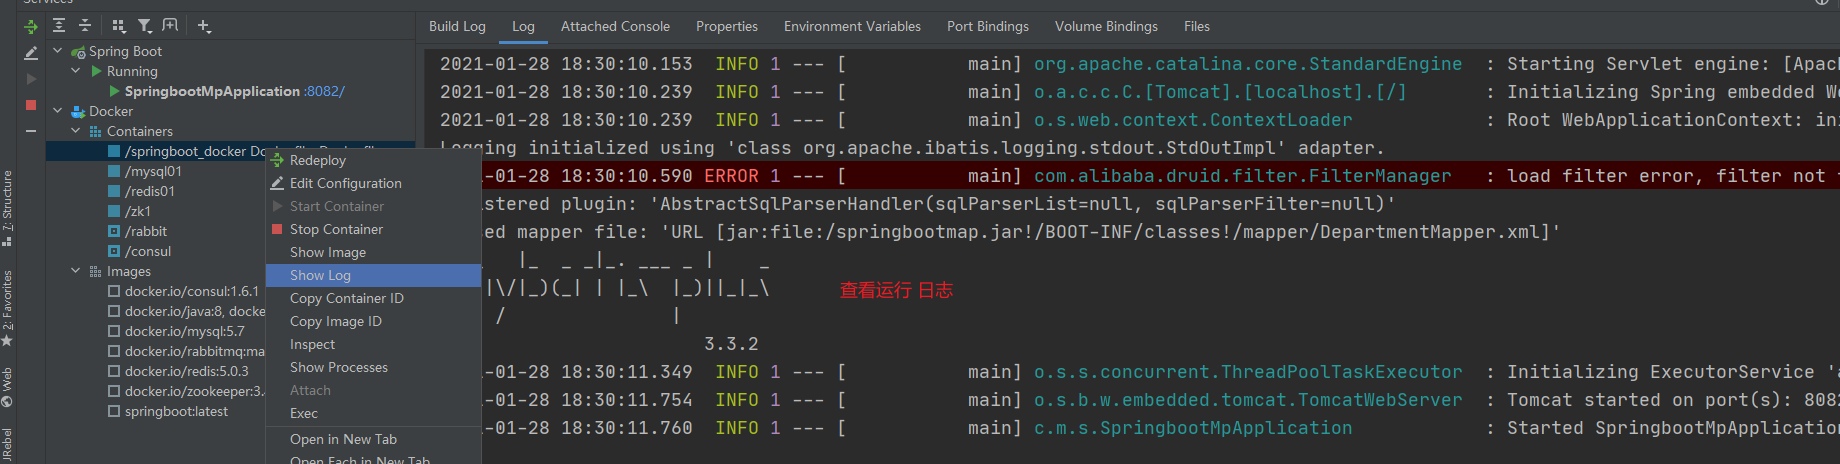 Services
Build Log Log Attached Console Properties Environment Variables Port Bindings Volume Bindings Files
Spring Boot
Running
SpringbootMpApplication :8082/
Docker
Containers
/springboot_docker
/mysql01
/redis01
/zk1
/rabbit
/consul
Images
docker.io/consul:1.6.1
docker.io/java:8, docke
docker.io/mysql:5.7
docker.io/rabbitmq:ma
docker.io/redis:5.0.3
docker.io/zookeeper:3.
springboot:latest
7: Structure
2: Favorites
Web
JRebel
Redeploy
Edit Configuration
Start Container
Stop Container
Show Image
Show Log
Copy Container ID
Copy Image ID
Inspect
Show Processes
Attach
Exec
Open in New Tab
Open Each in New Tab
2021-01-28 18:30:10.153 INFO 1 --- [ main] org.apache.catalina.core.StandardEngine : Starting Servlet engine: [Apac
2021-01-28 18:30:10.239 INFO 1 --- [ main] o.a.c.c.C.[Tomcat].[localhost].[/] : Initializing Spring embedded We
2021-01-28 18:30:10.239 INFO 1 --- [ main] o.s.web.context.ContextLoader : Root WebApplicationContext: ini
Logging initialized using 'class org.apache.ibatis.logging.stdout.StdOutImpl' adapter.
-01-28 18:30:10.590 ERROR 1 --- [ main] com.alibaba.druid.filter.FilterManager : load filter error, filter not
stered plugin: 'AbstractSqlParserHandler(sqlParserList=null, sqlParserFilter=null)'
ed mapper file: 'URL [jar:file:/springbootmap.jar!/BOOT-INF/classes!/mapper/DepartmentMapper.xml]'
|_ _ _|_. ___ _ | _
|\/|_)(_| | |_\ |_)||_|_\
/ |
3.3.2
查看运行 日志
-01-28 18:30:11.349 INFO 1 --- [ main] o.s.s.concurrent.ThreadPoolTaskExecutor : Initializing ExecutorService 'a
-01-28 18:30:11.754 INFO 1 --- [ main] o.s.b.w.embedded.tomcat.TomcatWebServer : Tomcat started on port(s): 8082
-01-28 18:30:11.760 INFO 1 --- [ main] c.m.s.SpringbootMpApplication : Started SpringbootMpApplication